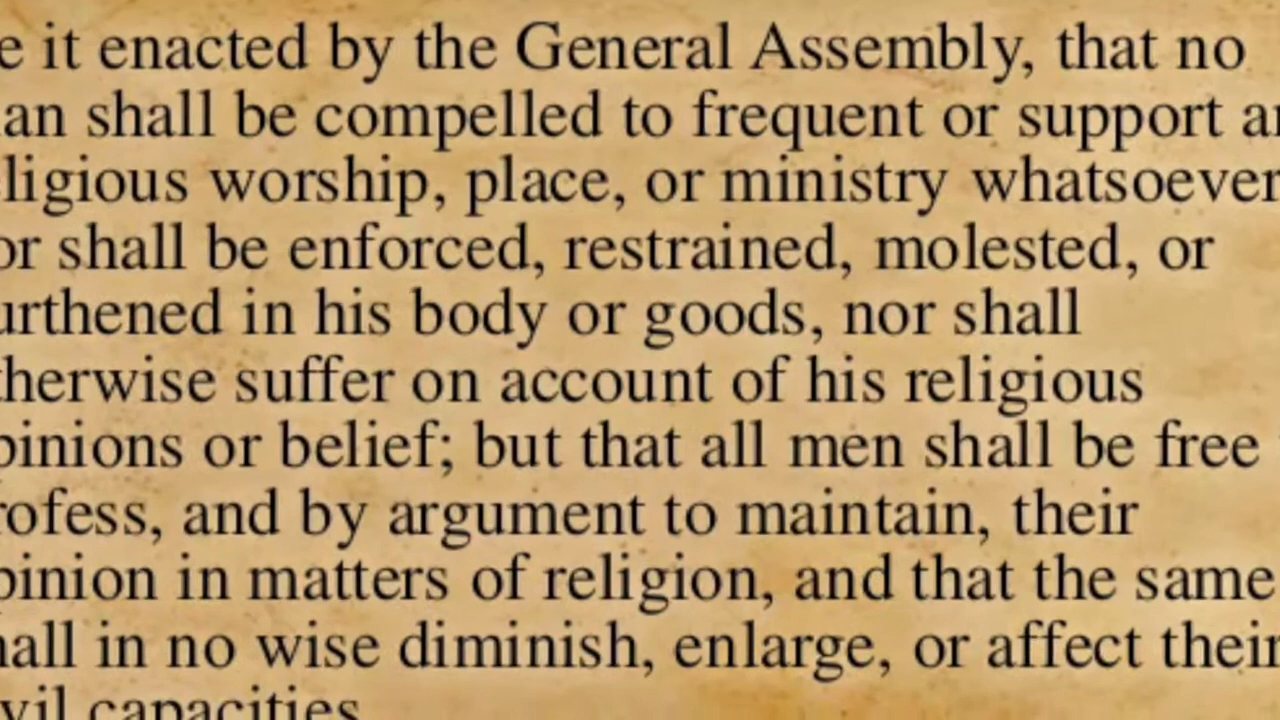 e it enacted by the General Assembly, that no
an shall be compelled to frequent or support a
ligious worship, place, or ministry whatsoever
or shall be enforced, restrained, molested, or
urthened in his body or goods, nor shall
therwise suffer on account of his religious
pinions or belief; but that all men shall be free
rofess, and by argument to maintain, their
pinion in matters of religion, and that the same
hall in no wise diminish, enlarge, or affect their
vil capacities